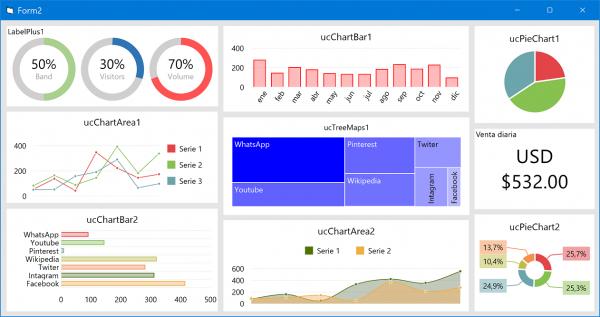 Form2
LabelPlus1
50%
Band
30%
Visitors
70%
Volume
ucChartBar1
400
200
0
ene feb mar abr may jun jul ago sep oct nov dic
ucPieChart1
ucChartArea1
400
200
0
Serie 1
Serie 2
Serie 3
ucTreeMaps1
WhatsApp
Youtube
Pinterest
Wikipedia
Twiter
Intagram
Facebook
Venta diaria
USD
$532.00
ucChartBar2
WhatsApp
Youtube
Pinterest
Wikipedia
Twiter
Intagram
Facebook
0 100 200 300 400 500
ucChartArea2
Serie 1 Serie 2
600
400
200
0
ucPieChart2
13,7%
10,4%
24,9%
25,7%
25,3%